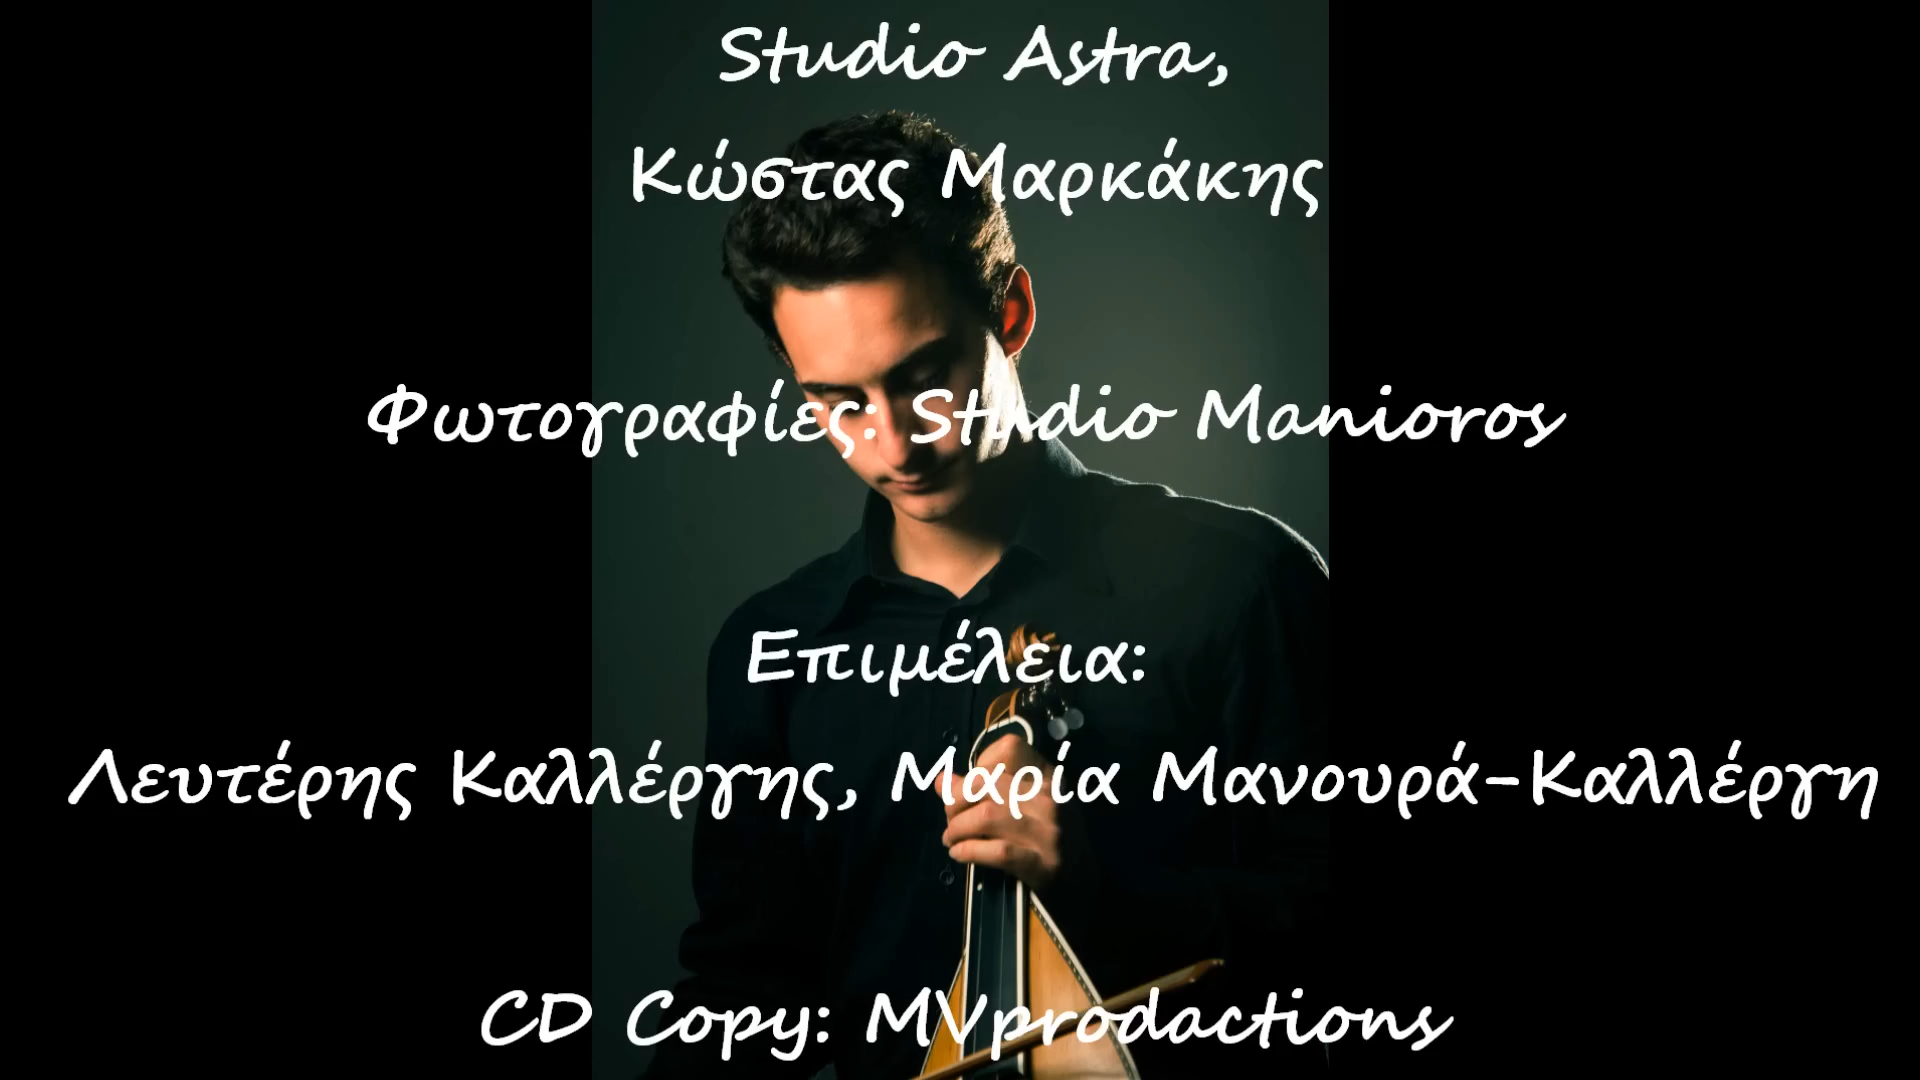 Studio Astra,
Κώστας Μαρκάκης
Φωτογραφίες: Studio Manioros
Επιμέλεια:
Λευτέρης Καλλέργης, Μαρία Μανουρά-Καλλέργη
CD Copy: MVprodactions